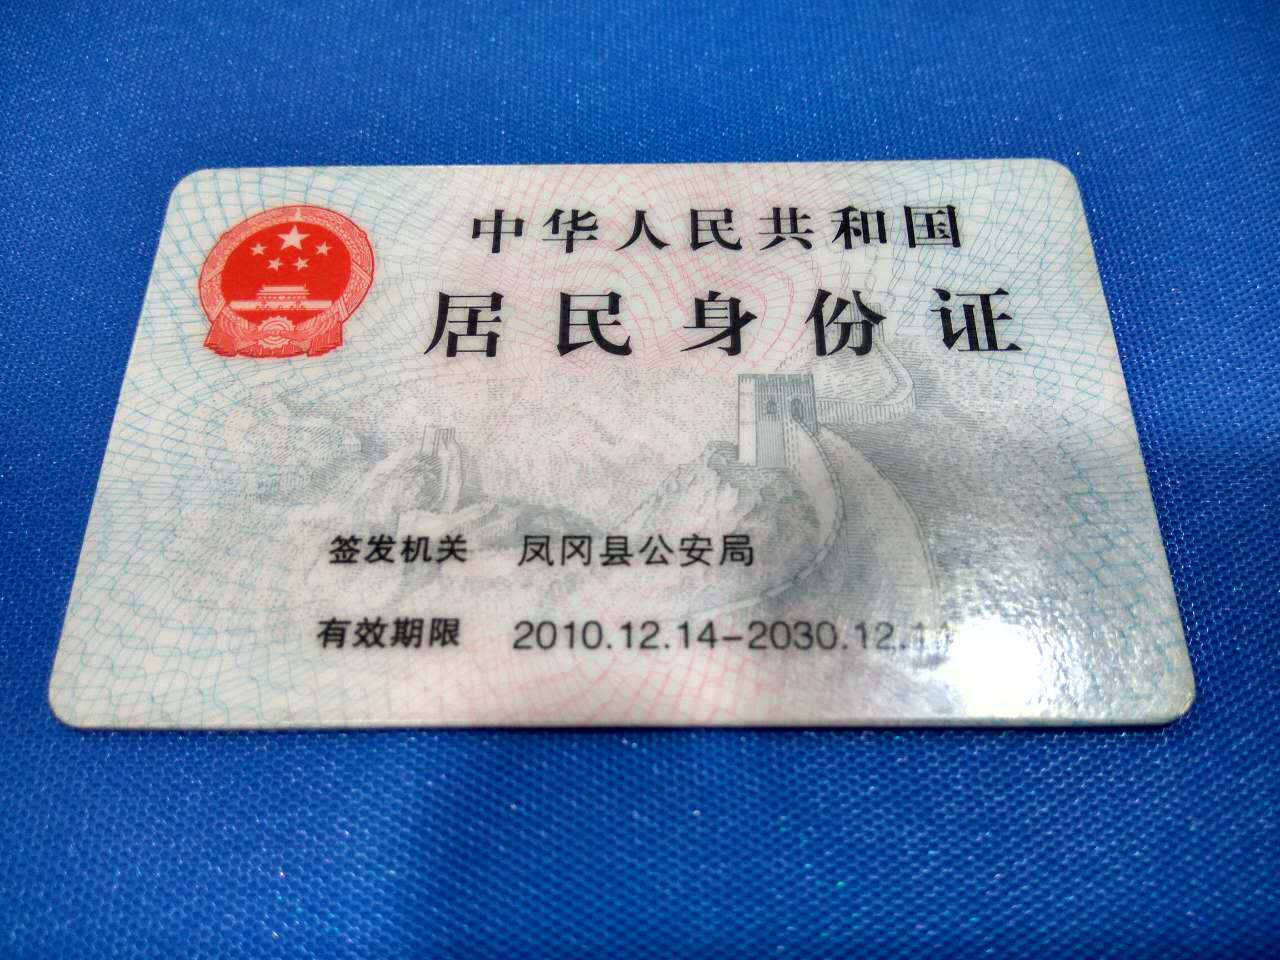 中华人民共和国
居民身份证
签发机关 凤冈县公安局
有效期限 2010.12.14-2030.12.